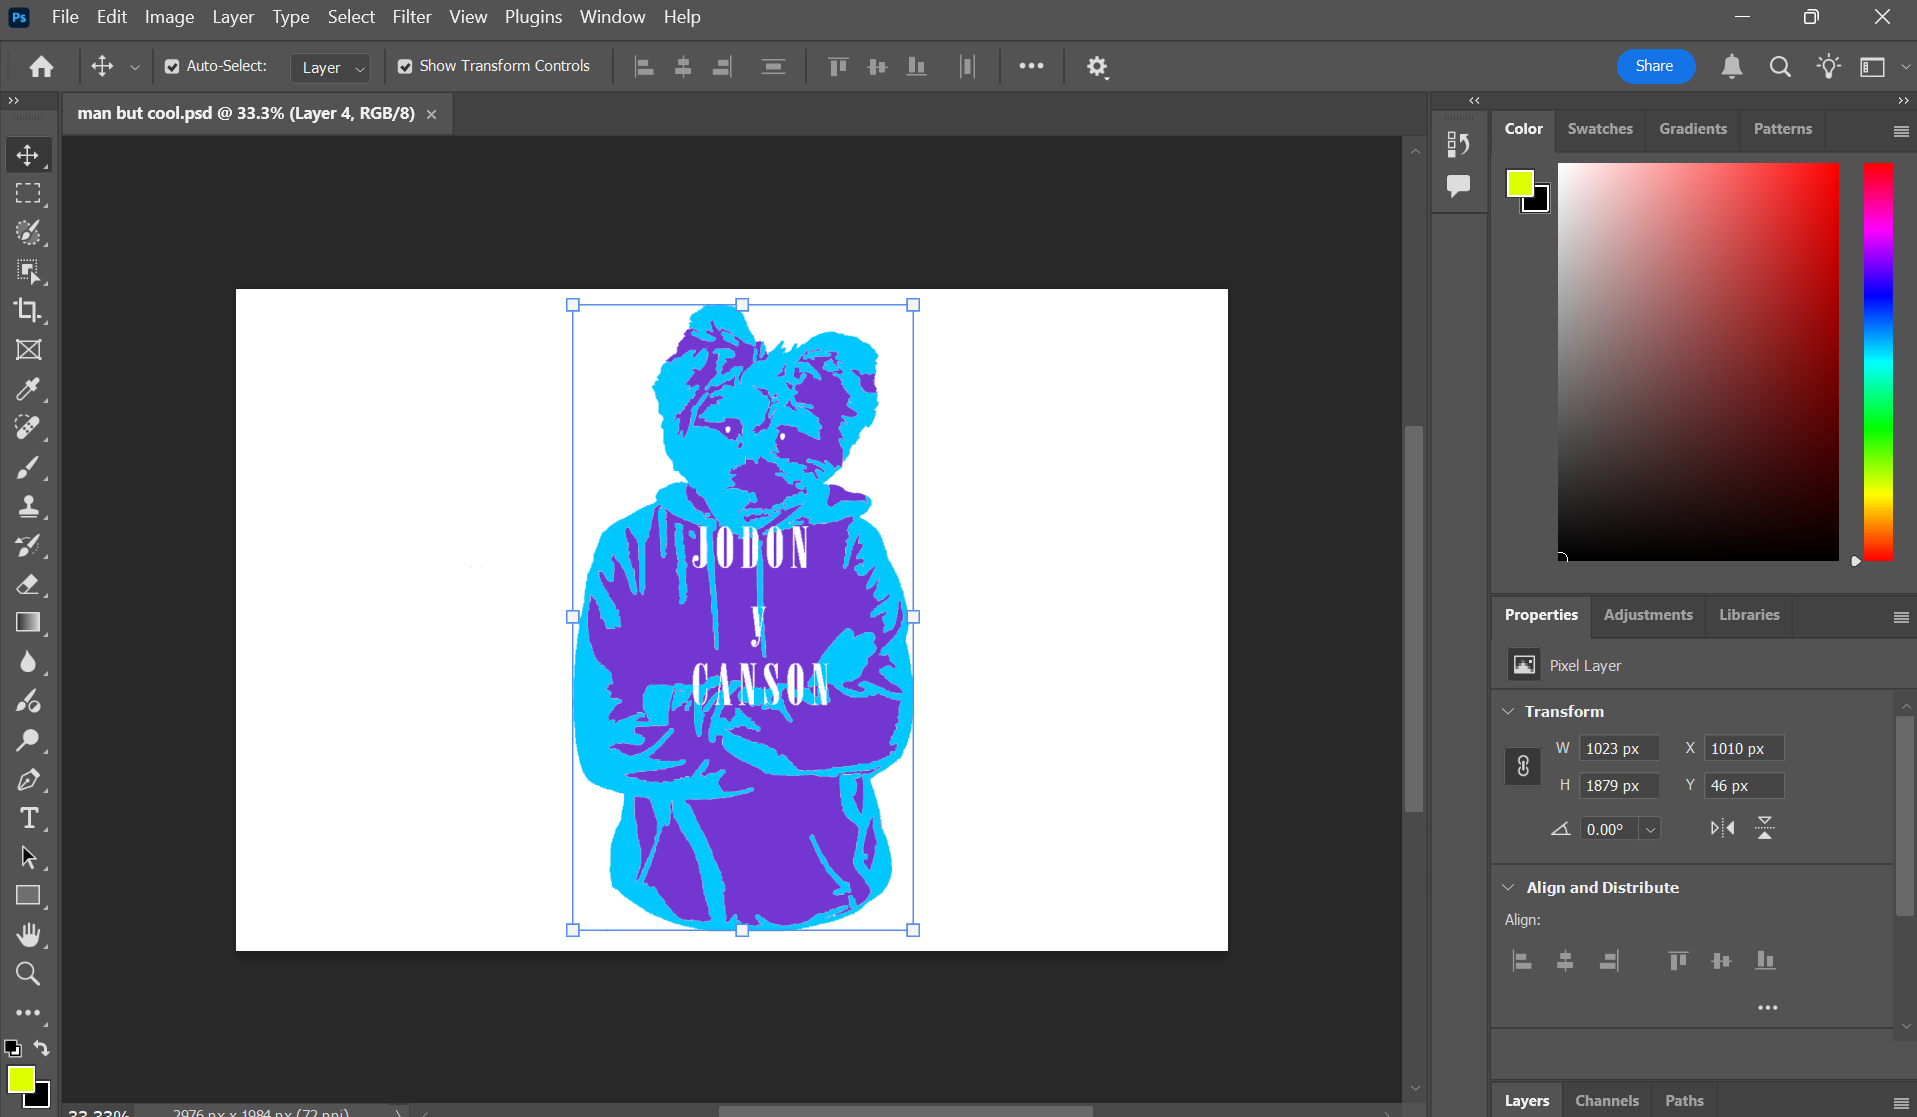 Ps File Edit Image Layer Type Select Filter View Plugins Window Help
Auto-Select: Layer Show Transform Controls Share
man but cool.psd @ 33.3% (Layer 4, RGB/8)
Color Swatches Gradients Patterns
JODON
y
CANSON
Properties Adjustments Libraries
Pixel Layer
Transform
W 1023 px X 1010 px
H 1879 px Y 46 px
0.00°
Align and Distribute
Align:
T
Layers Channels Paths
33.33% 2976 px x 1984 px (72 ppi)